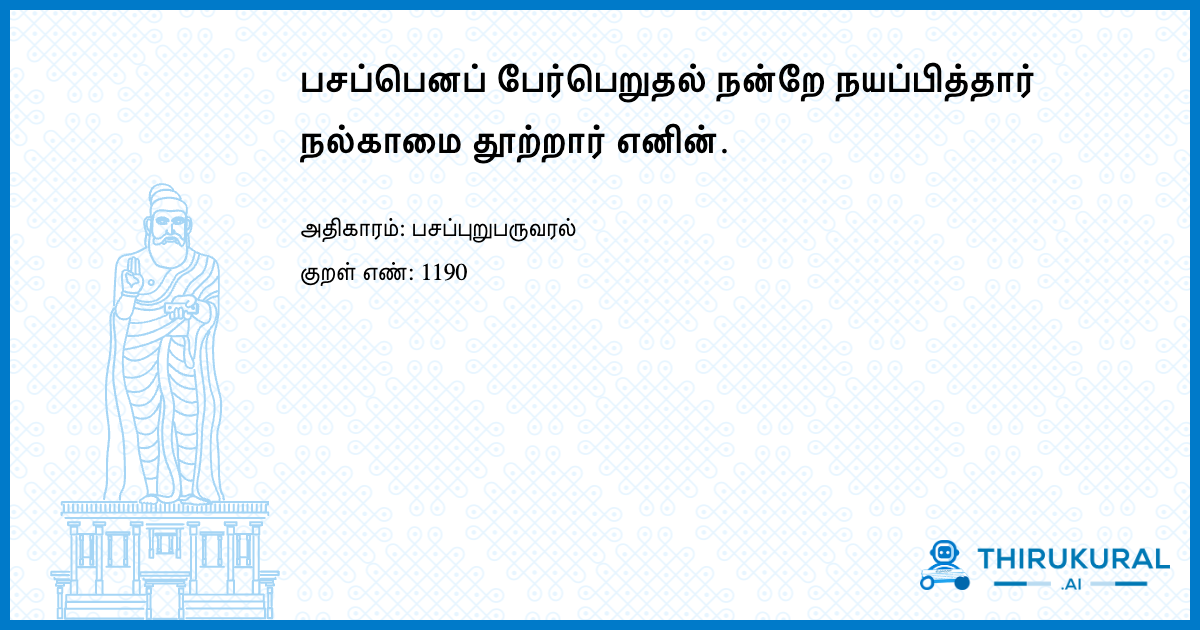 பசப்பெனப் பேர்பெறுதல் நன்றே நயப்பித்தார்
நல்காமை தூற்றார் எனின்.
அதிகாரம்: பசப்புறுபருவரல்
குறள் எண்: 1190
THIRUKURAL
.AI